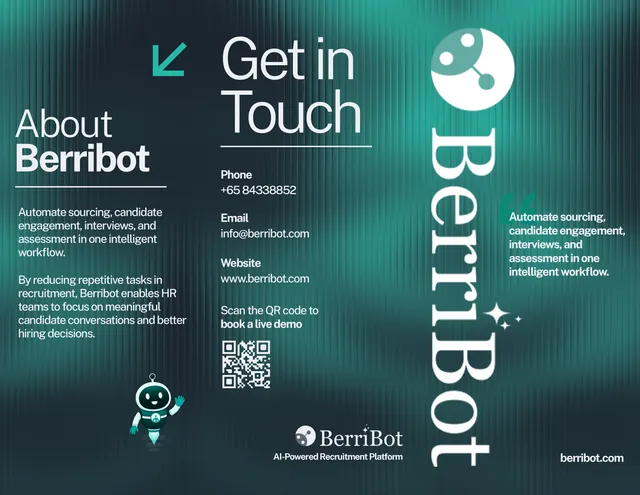 About
Berribot
Automate sourcing, candidate
engagement, interviews, and
assessment in one intelligent
workflow.
By reducing repetitive tasks in
recruitment, Berribot enables HR
teams to focus on meaningful
candidate conversations and better
hiring decisions.
Get in
Touch
Phone
+65 84338852
Email
info@berribot.com
Website
www.berribot.com
Scan the QR code to
book a live demo
BerriBot
AI-Powered Recruitment Platform
BerriBot
“
Automate sourcing,
candidate engagement,
interviews, and
assessment in one
intelligent workflow.
berribot.com